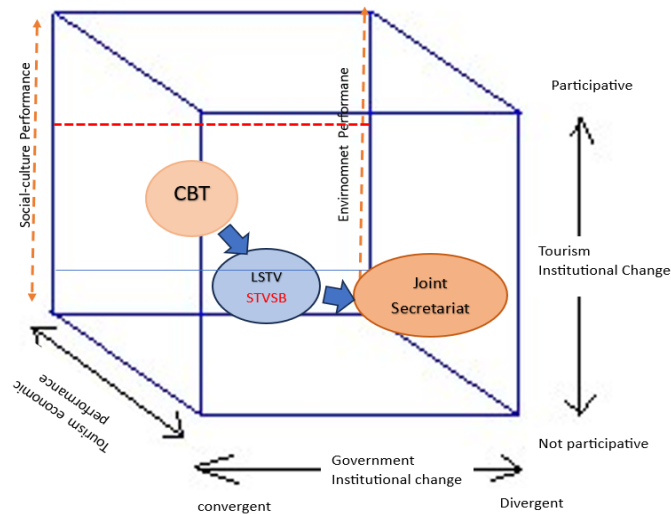 Social-culture Performance
Envirnomnet Performane
Participative
CBT
Tourism
Institutional Change
LSTV
STVSB
Joint
Secretariat
Tourism economic
performance
Not participative
Government
Institutional change
convergent
Divergent